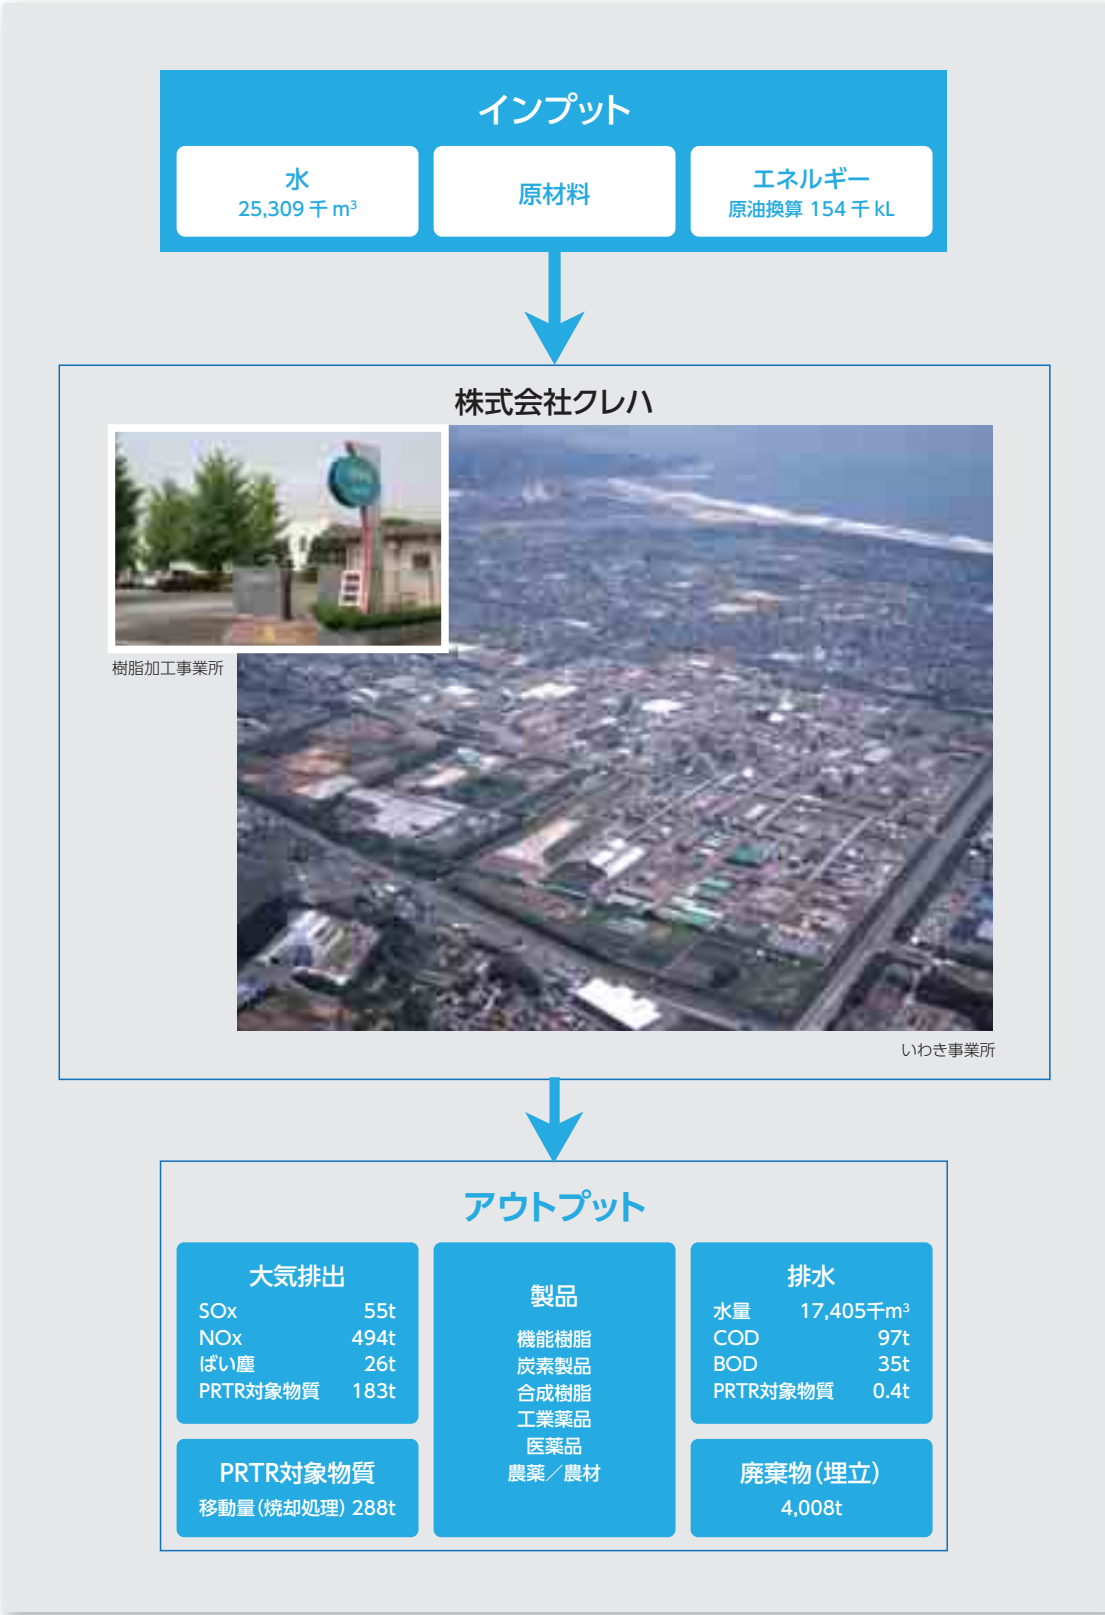 インプット
水
25,309 千 m³
原材料
エネルギー
原油換算 154 千 kL
株式会社クレハ
樹脂加工事業所
いわき事業所
アウトプット
大気排出
SOx 55t
NOx 494t
ばい塵 26t
PRTR対象物質 183t
PRTR対象物質
移動量(焼却処理) 288t
製品
機能樹脂
炭素製品
合成樹脂
工業薬品
医薬品
農薬／農材
排水
水量 17,405千m³
COD 97t
BOD 35t
PRTR対象物質 0.4t
廃棄物(埋立)
4,008t